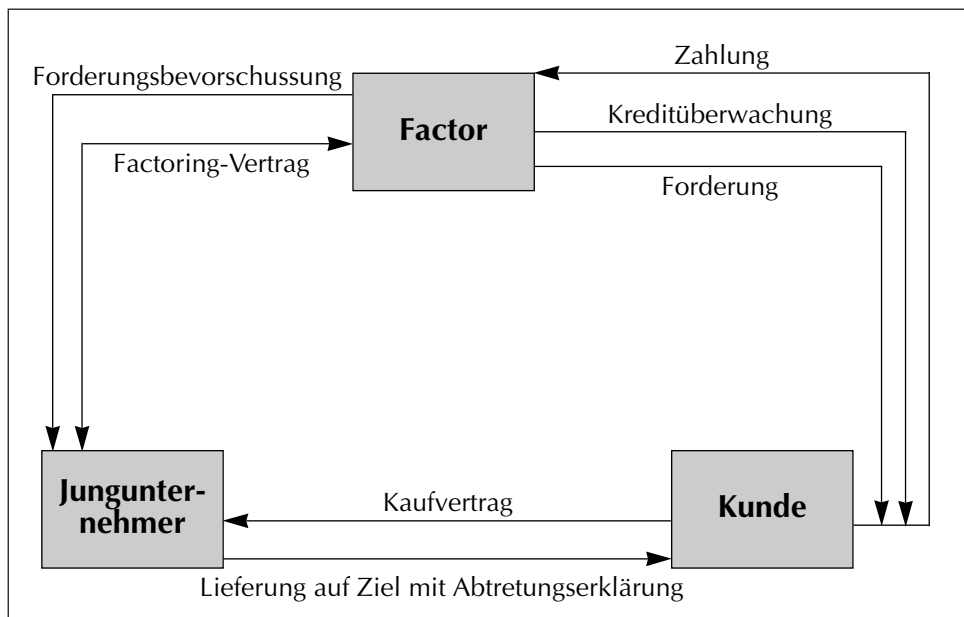 Zahlung
Forderungsbevorschussung
Kreditüberwachung
Factor
Factoring-Vertrag
Forderung
Jungunter-
nehmer
Kaufvertrag
Kunde
Lieferung auf Ziel mit Abtretungserklärung